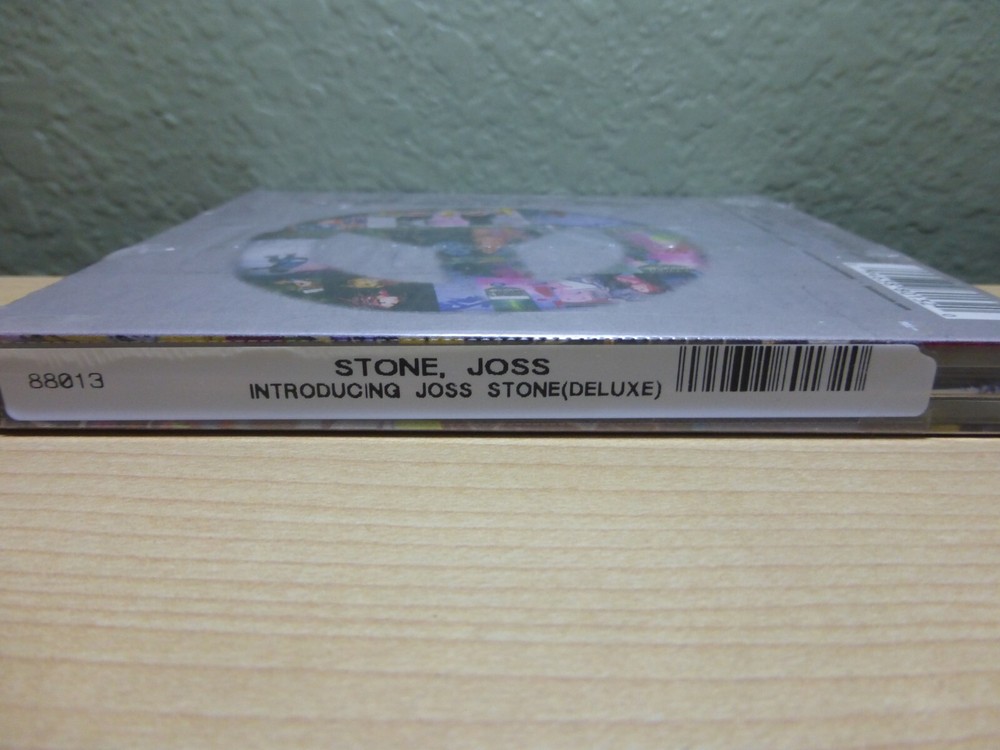 88013
STONE, JOSS
INTRODUCING JOSS STONE(DELUXE)